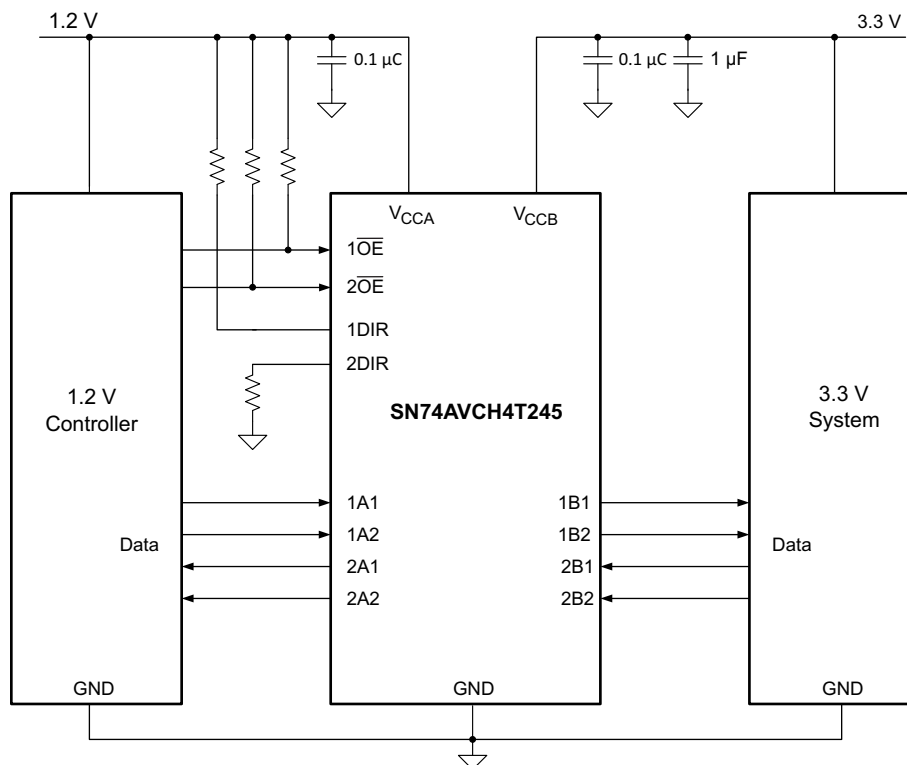 1.2 V
3.3 V
0.1 µC
0.1 µC
1 µF
VCCA
VCCB
1OE
2OE
1DIR
2DIR
1.2 V
Controller
SN74AVCH4T245
3.3 V
System
1A1
1A2
2A1
2A2
1B1
1B2
2B1
2B2
Data
Data
GND
GND
GND